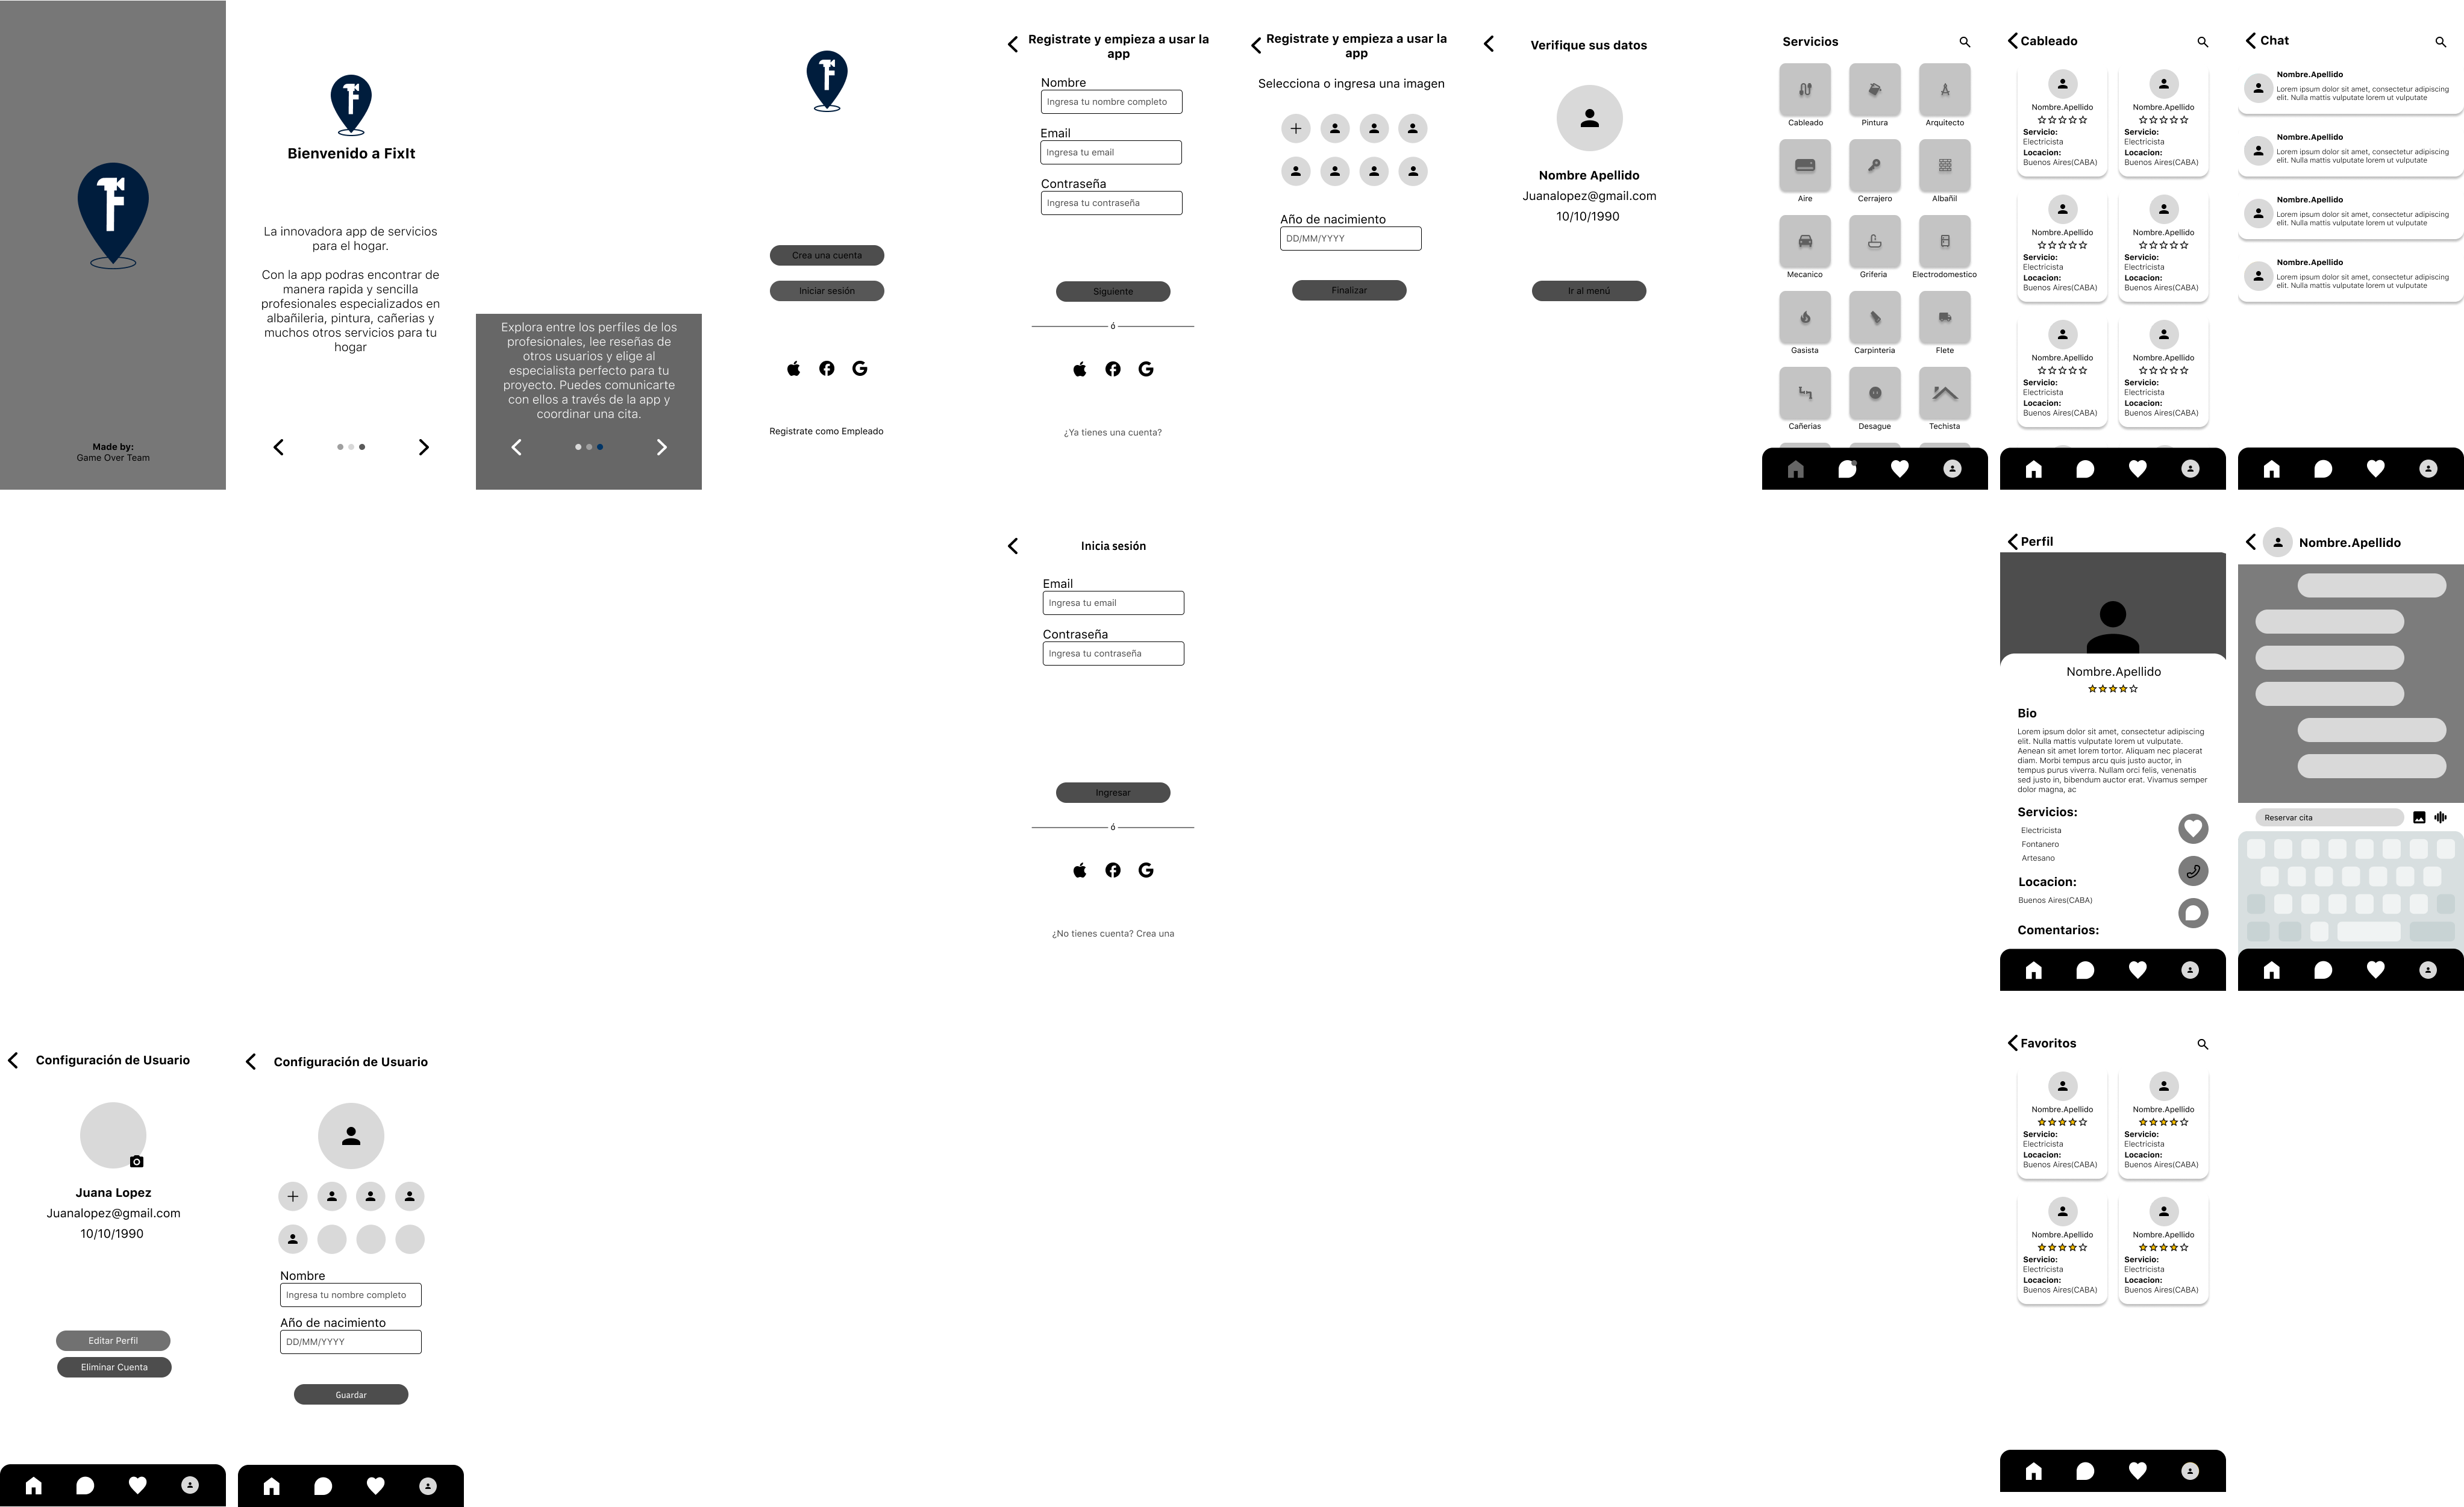 Made by:
Game Over Team
Bienvenido a FixIt
La innovadora app de servicios
para el hogar.
Con la app podras encontrar de
manera rapida y sencilla
profesionales especializados en
albañileria, pintura, cañerias y
muchos otros servicios para tu
hogar
Explora entre los perfiles de los
profesionales, lee reseñas de
otros usuarios y elige al
especialista perfecto para tu
proyecto. Puedes comunicarte
con ellos a través de la app y
coordinar una cita.
Crea una cuenta
Iniciar sesión
Registrate como Empleado
Registrate y empieza a usar la
app
Nombre
Ingresa tu nombre completo
Email
Ingresa tu email
Contraseña
Ingresa tu contraseña
Siguiente
ó
¿Ya tienes una cuenta?
Registrate y empieza a usar la
app
Selecciona o ingresa una imagen
Año de nacimiento
DD/MM/YYYY
Finalizar
Verifique sus datos
Nombre Apellido
Juanalopez@gmail.com
10/10/1990
Ir al menú
Servicios
Cableado
Pintura
Arquitecto
Aire
Cerrajero
Albañil
Mecanico
Griferia
Electrodomestico
Gasista
Carpinteria
Flete
Cañerias
Desague
Techista
Cableado
Nombre.Apellido
Servicio:
Electricista
Locacion:
Buenos Aires(CABA)
Nombre.Apellido
Servicio:
Electricista
Locacion:
Buenos Aires(CABA)
Nombre.Apellido
Servicio:
Electricista
Locacion:
Buenos Aires(CABA)
Nombre.Apellido
Servicio:
Electricista
Locacion:
Buenos Aires(CABA)
Nombre.Apellido
Servicio:
Electricista
Locacion:
Buenos Aires(CABA)
Nombre.Apellido
Servicio:
Electricista
Locacion:
Buenos Aires(CABA)
Chat
Nombre.Apellido
Lorem ipsum dolor sit amet, consectetur adipiscing
elit. Nulla mattis vulputate lorem ut vulputate
Nombre.Apellido
Lorem ipsum dolor sit amet, consectetur adipiscing
elit. Nulla mattis vulputate lorem ut vulputate
Nombre.Apellido
Lorem ipsum dolor sit amet, consectetur adipiscing
elit. Nulla mattis vulputate lorem ut vulputate
Nombre.Apellido
Lorem ipsum dolor sit amet, consectetur adipiscing
elit. Nulla mattis vulputate lorem ut vulputate
Inicia sesión
Email
Ingresa tu email
Contraseña
Ingresa tu contraseña
Ingresar
ó
¿No tienes cuenta? Crea una
Perfil
Nombre.Apellido
Bio
Lorem ipsum dolor sit amet, consectetur adipiscing
elit. Nulla mattis vulputate lorem ut vulputate.
Aenean sit amet lorem tortor. Aliquam nec placerat
diam. Morbi tempus arcu quis justo auctor, in
tempus purus viverra. Nullam orci felis, venenatis
sed justo in, bibendum auctor erat. Vivamus semper
dolor magna, ac
Servicios:
Electricista
Fontanero
Artesano
Locacion:
Buenos Aires(CABA)
Comentarios:
Nombre.Apellido
Reservar cita
Configuración de Usuario
Juana Lopez
Juanalopez@gmail.com
10/10/1990
Editar Perfil
Eliminar Cuenta
Configuración de Usuario
Nombre
Ingresa tu nombre completo
Año de nacimiento
DD/MM/YYYY
Guardar
Favoritos
Nombre.Apellido
Servicio:
Electricista
Locacion:
Buenos Aires(CABA)
Nombre.Apellido
Servicio:
Electricista
Locacion:
Buenos Aires(CABA)
Nombre.Apellido
Servicio:
Electricista
Locacion:
Buenos Aires(CABA)
Nombre.Apellido
Servicio:
Electricista
Locacion:
Buenos Aires(CABA)